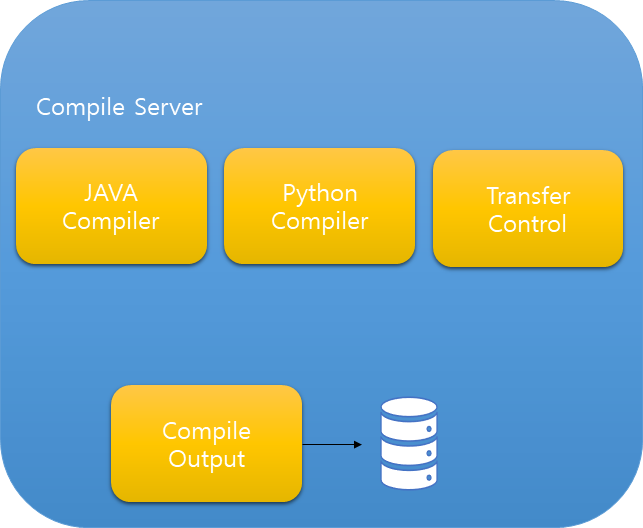 Compile Server
JAVA
Compiler
Python
Compiler
Transfer
Control
Compile
Output